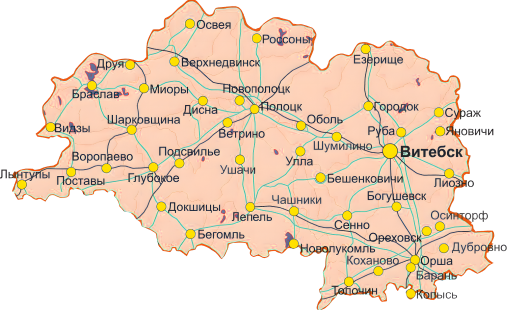 Освея
Россоны
Езерище
Верхнедвинск
Друя
Браслав
Миоры
Новополоцк
Дисна
Полоцк
Городок
Сураж
Видзы
Шарковщина
Ветрино
Оболь
Руба
Яновичи
Шумилино
Витебск
Подсвилье
Воропаево
Улла
Ушачи
Лынтупы
Поставы
Глубокое
Бешенковичи
Лиозно
Чашники
Богушевск
Докшицы
Лепель
Сенно
Осинторф
Бегомль
Ореховск
Новолукомль
Дубровно
Коханово
Орша
Барань
Толочин
Копысь